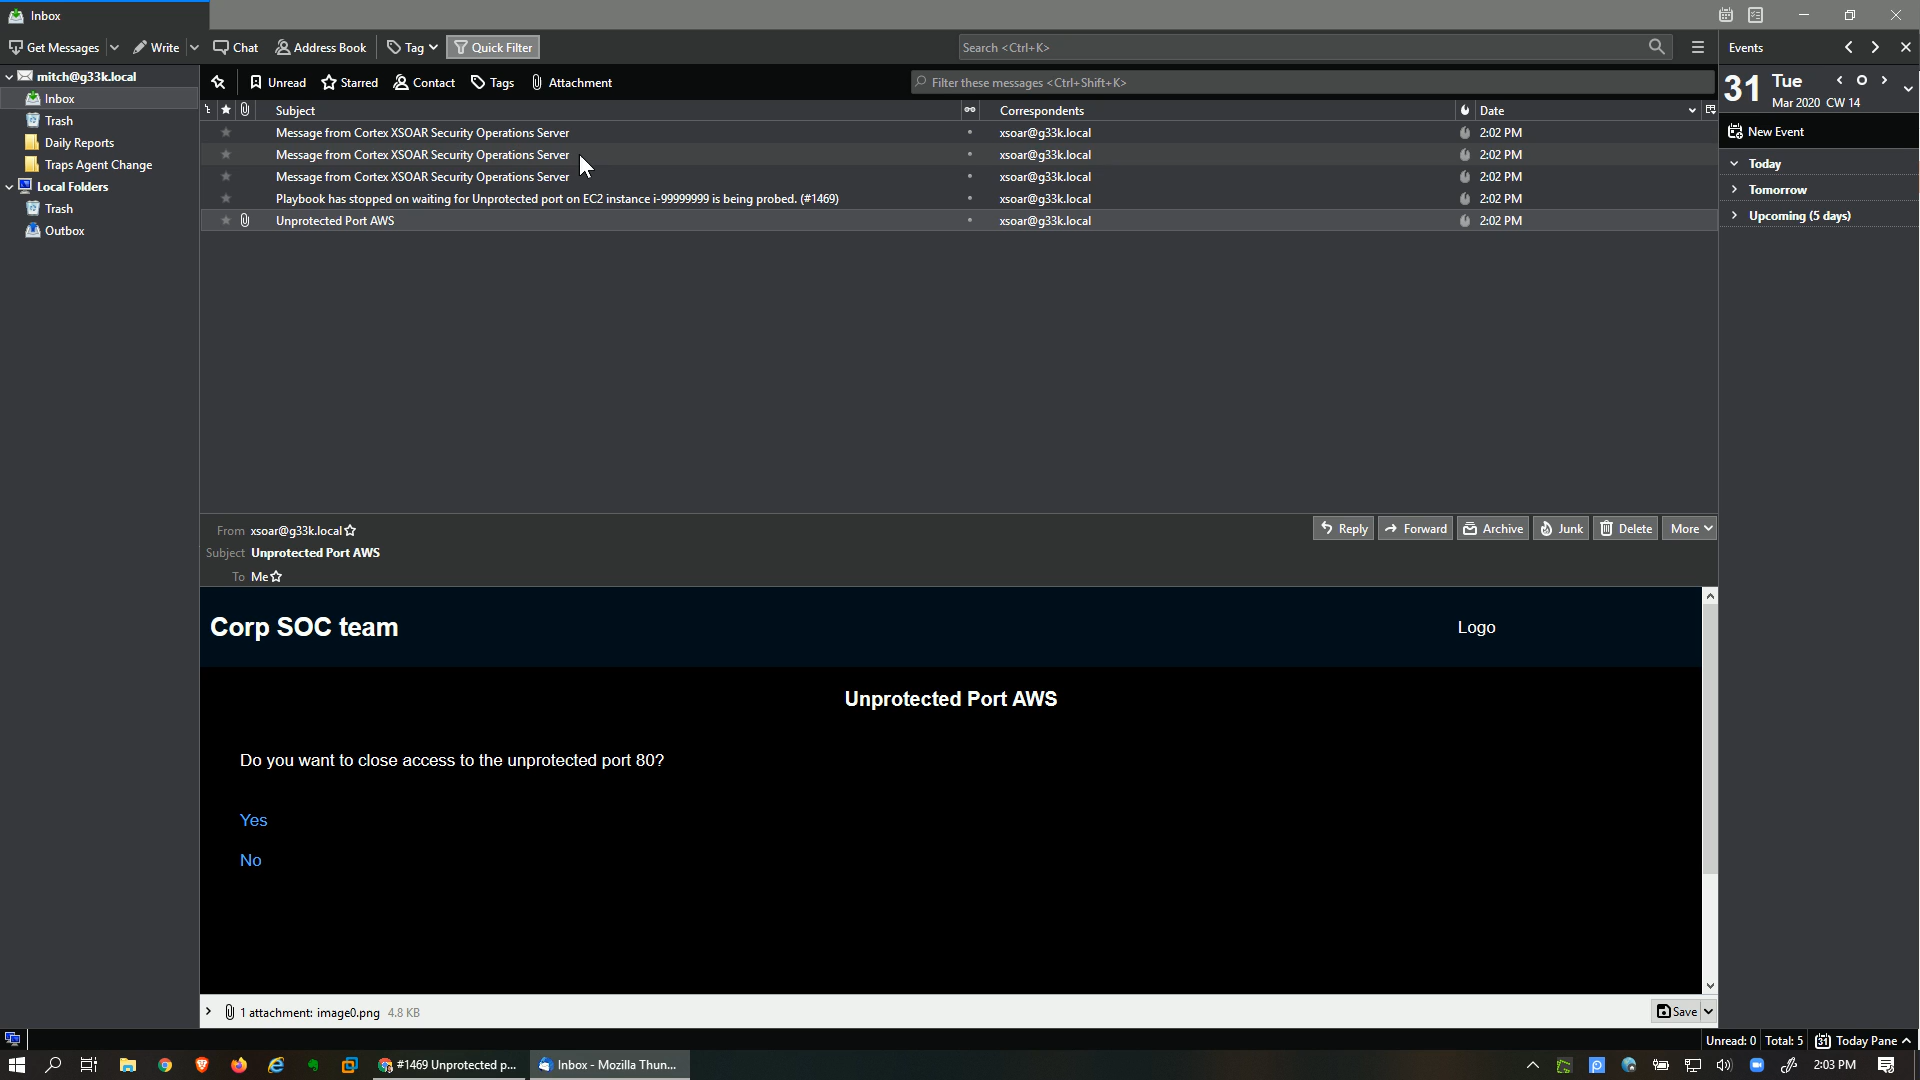 Inbox
Get Messages
Write
Chat
Address Book
Tag
Quick Filter
Search <Ctrl+K>
Events
mitch@g33k.local
Inbox
Trash
Daily Reports
Traps Agent Change
Local Folders
Trash
Outbox
Unread
Starred
Contact
Tags
Attachment
Filter these messages <Ctrl+Shift+K>
Subject
Correspondents
Date
Message from Cortex XSOAR Security Operations Server xsoar@g33k.local 2:02 PM
Message from Cortex XSOAR Security Operations Server xsoar@g33k.local 2:02 PM
Message from Cortex XSOAR Security Operations Server xsoar@g33k.local 2:02 PM
Playbook has stopped on waiting for Unprotected port on EC2 instance i-99999999 is being probed. (#1469) xsoar@g33k.local 2:02 PM
Unprotected Port AWS xsoar@g33k.local 2:02 PM
31 Tue
Mar 2020 CW 14
New Event
Today
Tomorrow
Upcoming (5 days)
From xsoar@g33k.local
Reply
Forward
Archive
Junk
Delete
More
Subject Unprotected Port AWS
To Me
Corp SOC team
Logo
Unprotected Port AWS
Do you want to close access to the unprotected port 80?
Yes
No
1 attachment: image0.png 4.8 KB
Save
Unread: 0
Total: 5
31
Today Pane
#1469 Unprotected p...
Inbox - Mozilla Thun...
2:03 PM